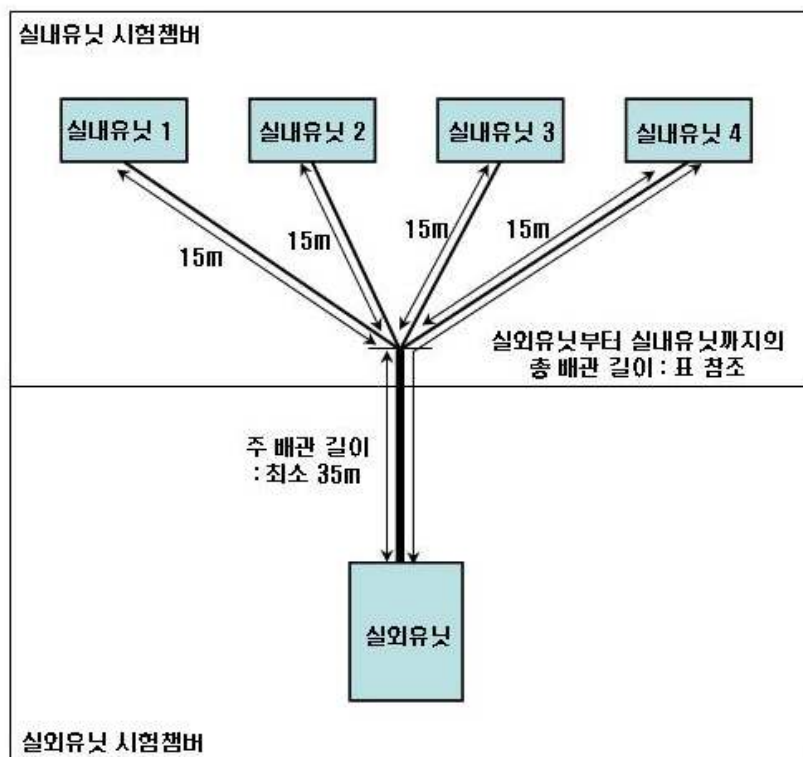 실내유닛 시험챔버
실내유닛 1
실내유닛 2
실내유닛 3
실내유닛 4
15m
15m
15m
15m
실외유닛부터 실내유닛까지의
총 배관 길이 : 표 참조
주 배관 길이
: 최소 35m
실외유닛
실외유닛 시험챔버